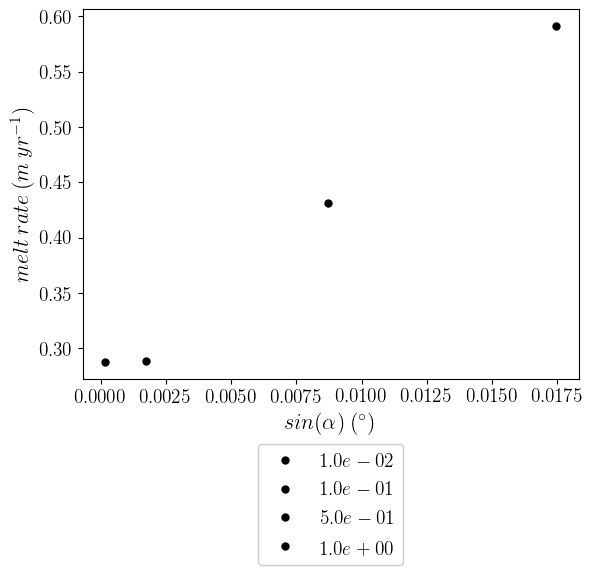 0.60
0.55
0.50
0.45
0.40
0.35
0.30
melt rate (m yr⁻¹)
0.0000 0.0025 0.0050 0.0075 0.0100 0.0125 0.0150 0.0175
sin(α) (°)
1.0e − 02
1.0e − 01
5.0e − 01
1.0e + 00